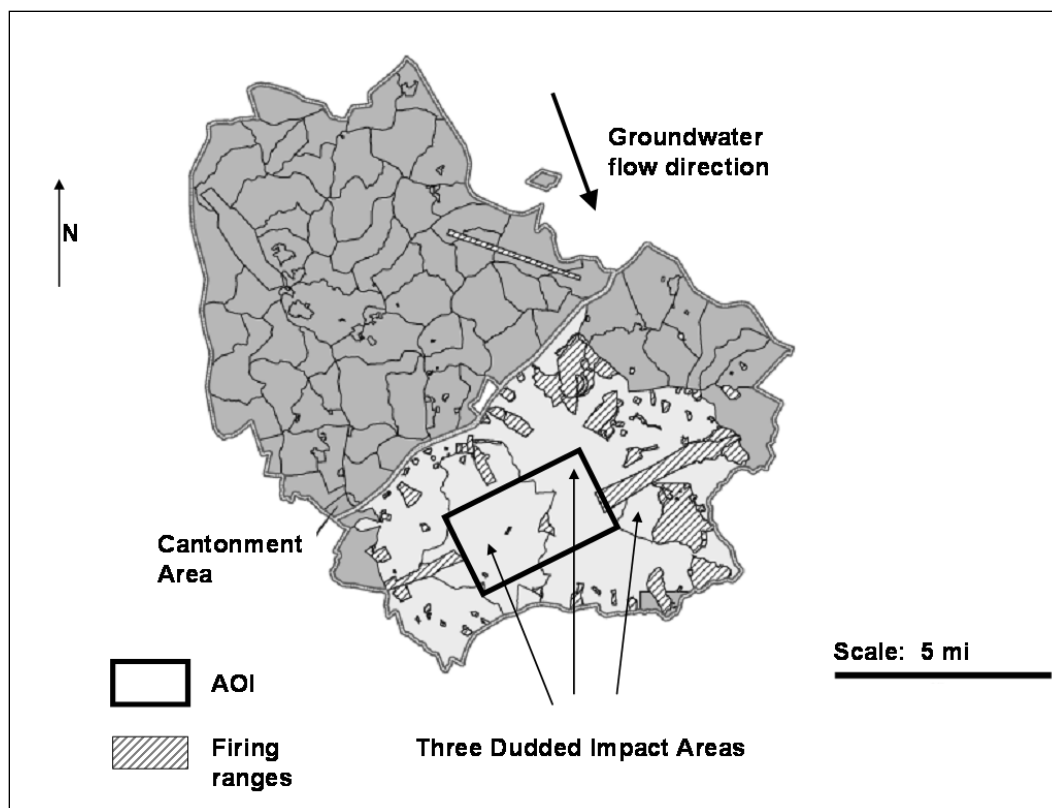 Groundwater
flow direction
N
Cantonment
Area
Scale: 5 mi
AOI
Firing
ranges
Three Dudded Impact Areas